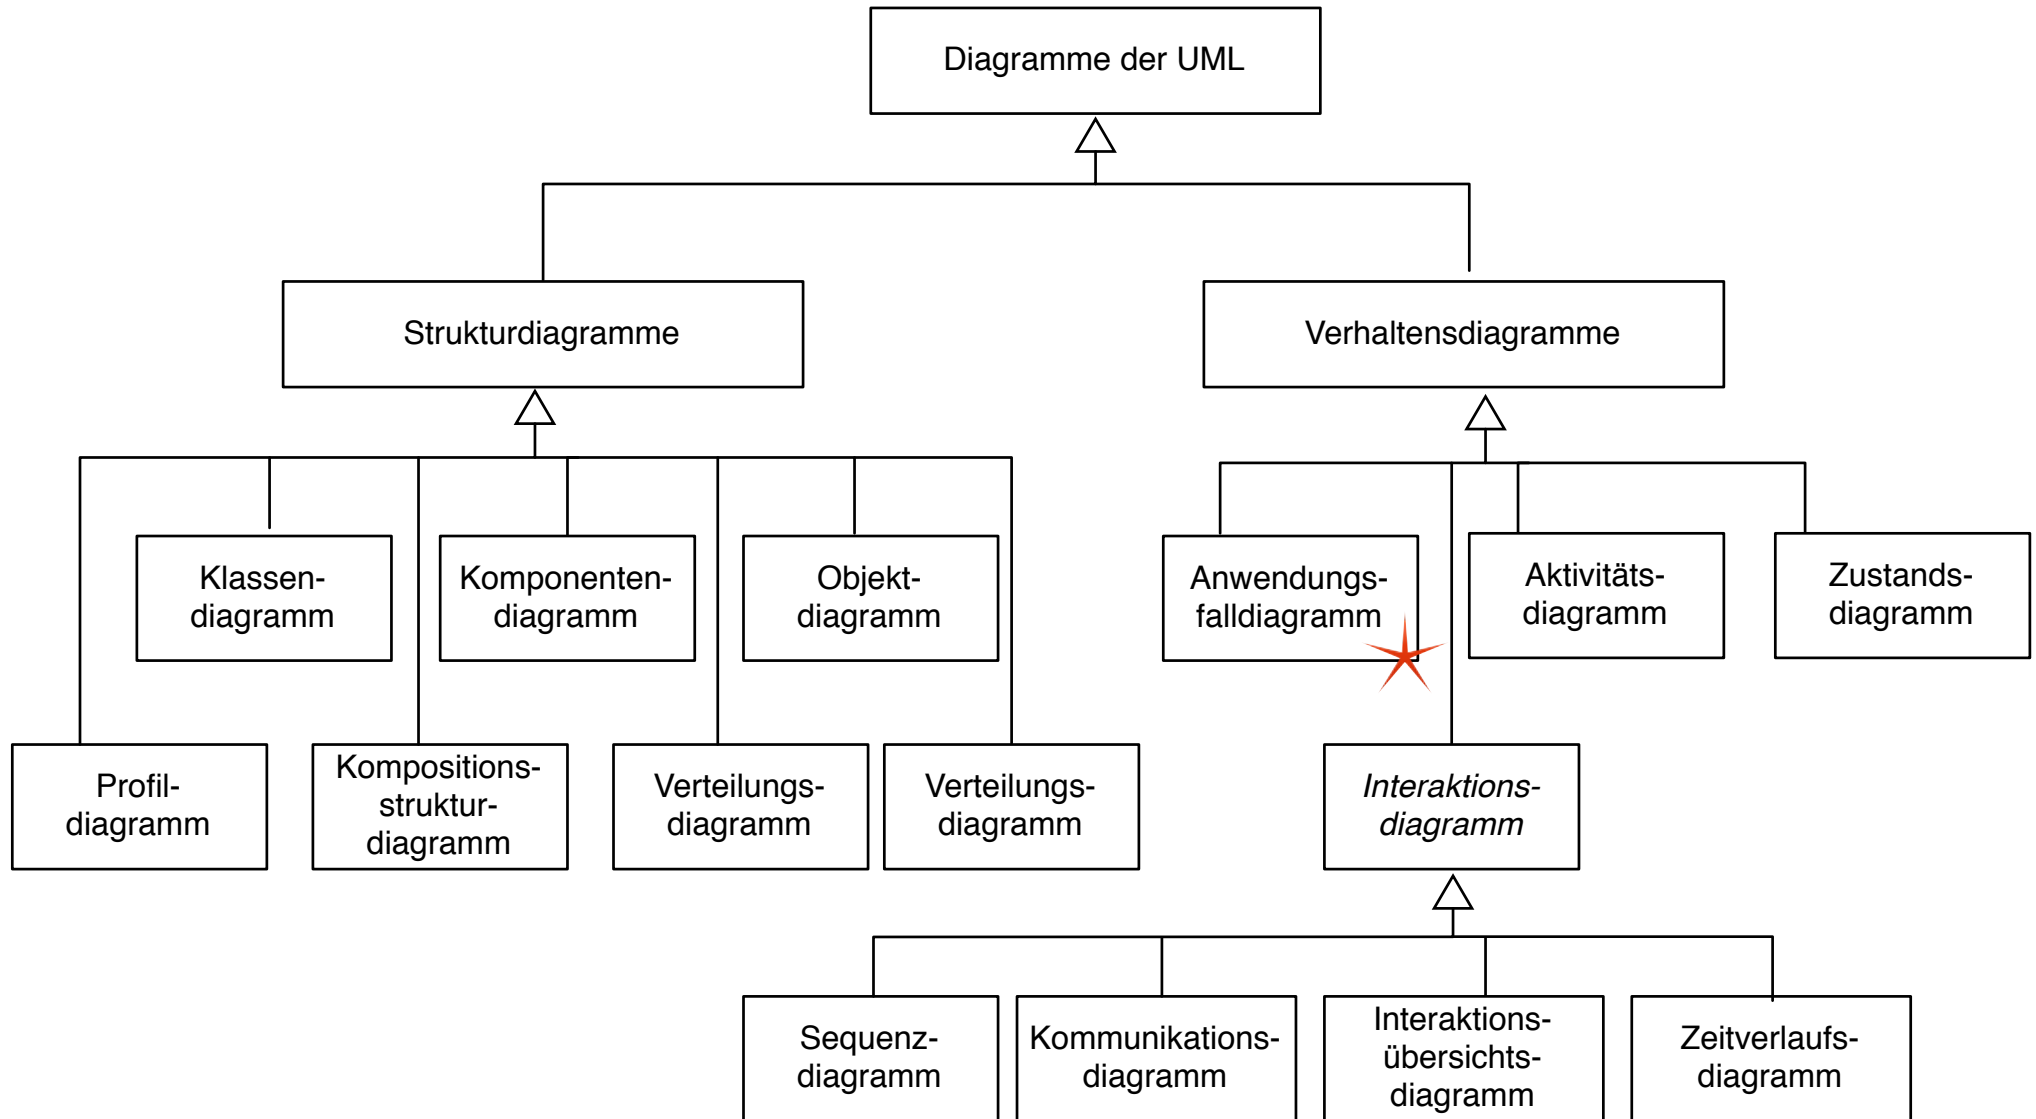 Diagramme der UML
Strukturdiagramme
Verhaltensdiagramme
Klassen-
diagramm
Komponenten-
diagramm
Objekt-
diagramm
Anwendungs-
falldiagramm
Aktivitäts-
diagramm
Zustands-
diagramm
Profil-
diagramm
Kompositions-
struktur-
diagramm
Verteilungs-
diagramm
Verteilungs-
diagramm
Interaktions-
diagramm
Sequenz-
diagramm
Kommunikations-
diagramm
Interaktions-
übersichts-
diagramm
Zeitverlaufs-
diagramm